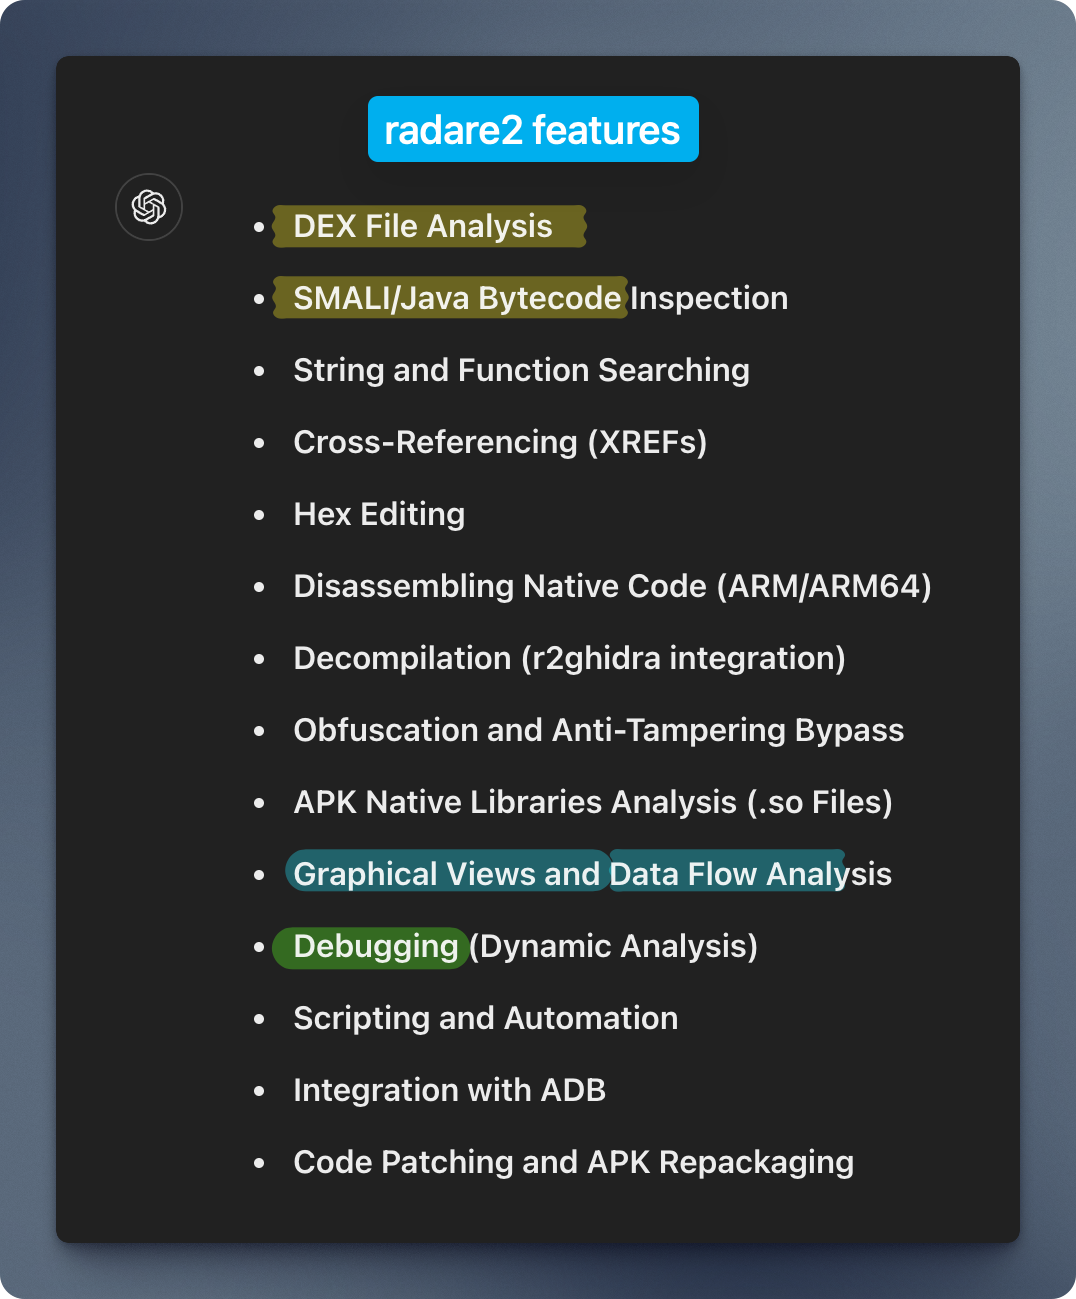 radare2 features
• DEX File Analysis
• SMALI/Java Bytecode Inspection
• String and Function Searching
• Cross-Referencing (XREFs)
• Hex Editing
• Disassembling Native Code (ARM/ARM64)
• Decompilation (r2ghidra integration)
• Obfuscation and Anti-Tampering Bypass
• APK Native Libraries Analysis (.so Files)
• Graphical Views and Data Flow Analysis
• Debugging (Dynamic Analysis)
• Scripting and Automation
• Integration with ADB
• Code Patching and APK Repackaging